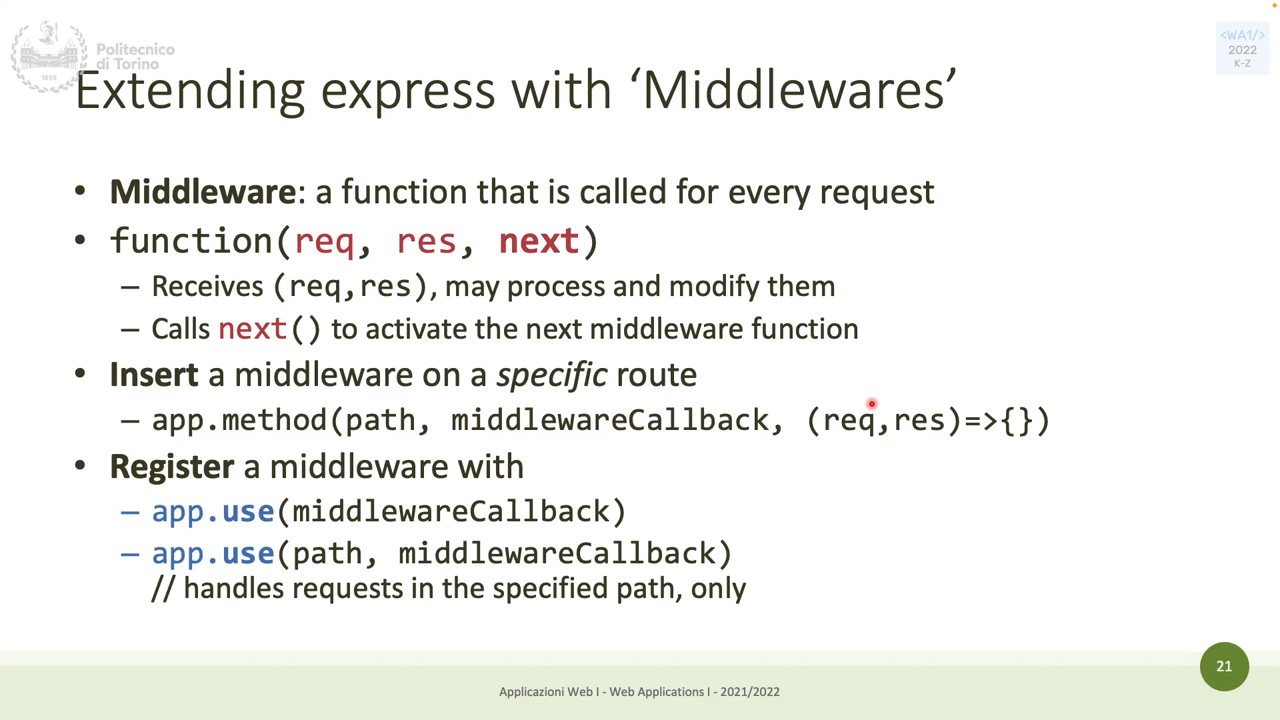 Politecnico
di Torino
1859
<WA1/>
2022
K-Z
Extending express with ‘Middlewares’
• Middleware: a function that is called for every request
• function(req, res, next)
– Receives (req,res), may process and modify them
– Calls next() to activate the next middleware function
• Insert a middleware on a specific route
– app.method(path, middlewareCallback, (req,res)=>{})
• Register a middleware with
– app.use(middlewareCallback)
– app.use(path, middlewareCallback)
// handles requests in the specified path, only
21
Applicazioni Web I - Web Applications I - 2021/2022